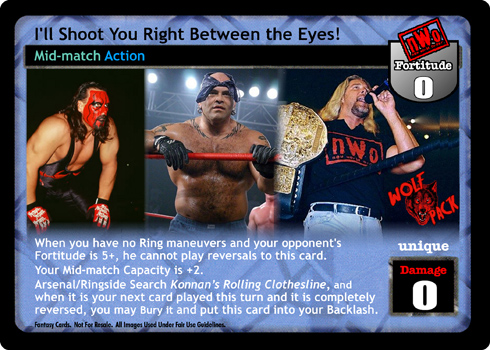 I'll Shoot You Right Between the Eyes!
Mid-match Action
nWo
Fortitude
0
nWo
WOLF
PACK
When you have no Ring maneuvers and your opponent's
Fortitude is 5+, he cannot play reversals to this card.
Your Mid-match Capacity is +2.
Arsenal/Ringside Search Konnan's Rolling Clothesline, and
when it is your next card played this turn and it is completely
reversed, you may Bury it and put this card into your Backlash.
unique
Damage
0
Fantasy Cards. Not For Resale. All Images Used Under Fair Use Guidelines.